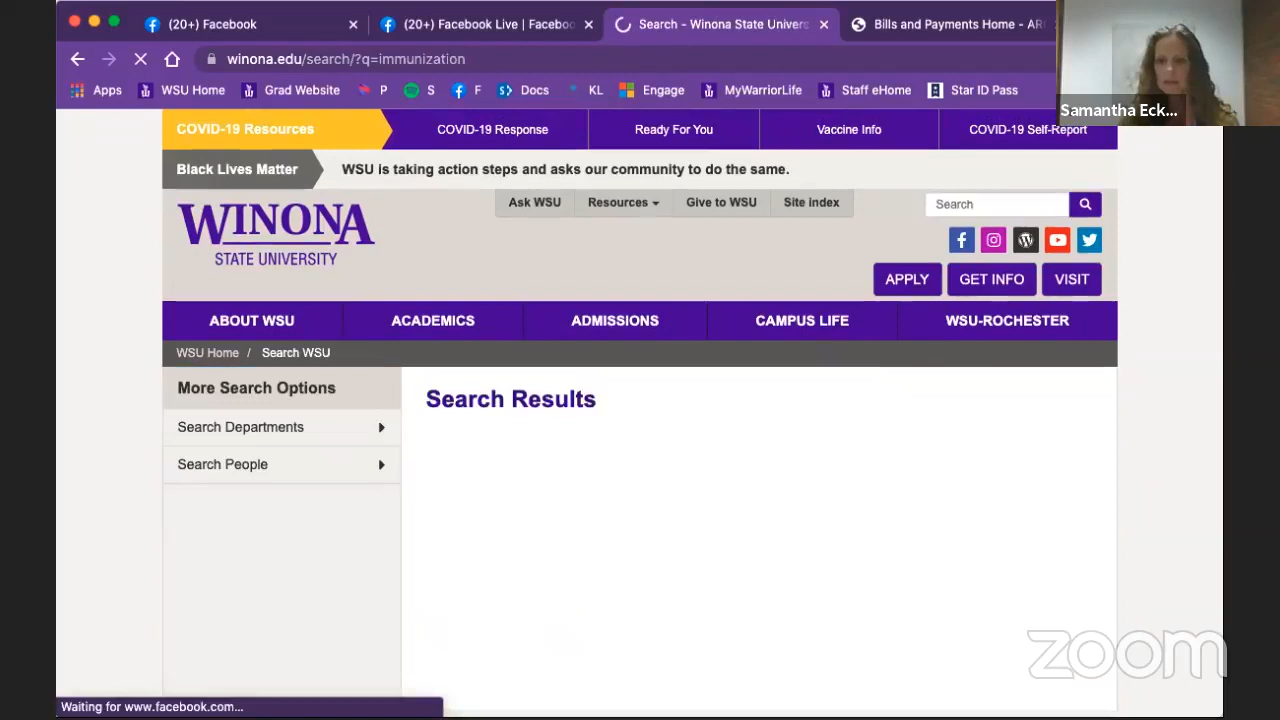 (20+) Facebook
(20+) Facebook Live | Faceboo
Search - Winona State Univers
Bills and Payments Home - AR
winona.edu/search/?q=immunization
Apps
WSU Home
Grad Website
P
S
F
Docs
KL
Engage
MyWarriorLife
Staff eHome
Star ID Pass
Samantha Eck...
COVID-19 Resources
COVID-19 Response
Ready For You
Vaccine Info
COVID-19 Self-Report
Black Lives Matter
WSU is taking action steps and asks our community to do the same.
WINONA
STATE UNIVERSITY
Ask WSU
Resources
Give to WSU
Site index
Search
APPLY
GET INFO
VISIT
ABOUT WSU
ACADEMICS
ADMISSIONS
CAMPUS LIFE
WSU-ROCHESTER
WSU Home / Search WSU
More Search Options
Search Departments
Search People
Search Results
zoom
Waiting for www.facebook.com...